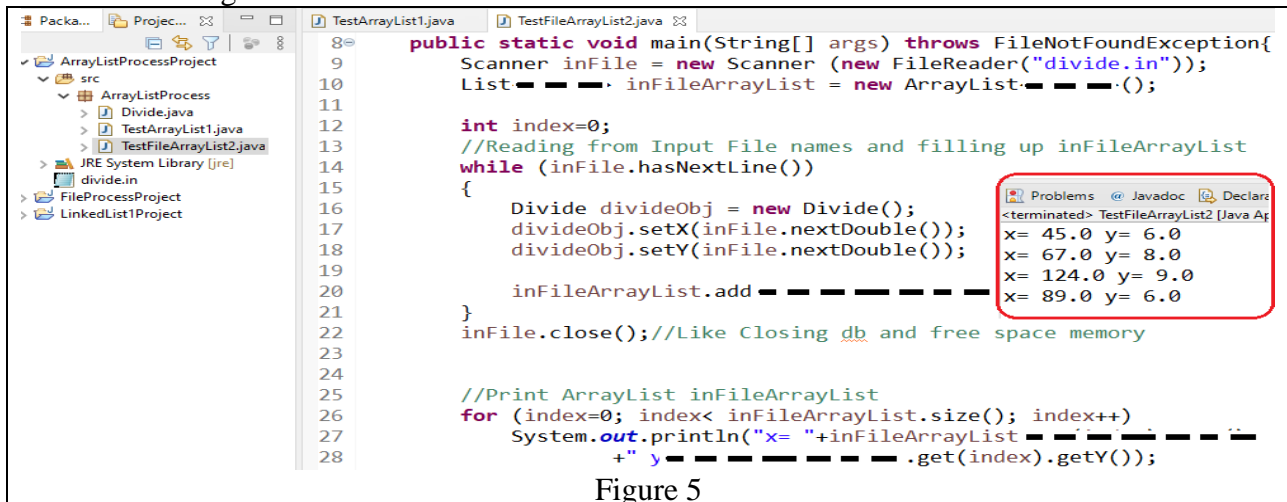 Packa... Projec...
ArrayListProcessProject
src
ArrayListProcess
Divide.java
TestArrayList1.java
TestFileArrayList2.java
JRE System Library [jre]
divide.in
FileProcessProject
LinkedList1Project
TestArrayList1.java TestFileArrayList2.java
8 public static void main(String[] args) throws FileNotFoundException{
9 Scanner inFile = new Scanner (new FileReader("divide.in"));
10 List inFileArrayList = new ArrayList ();
11
12 int index=0;
13 //Reading from Input File names and filling up inFileArrayList
14 while (inFile.hasNextLine())
15 {
16 Divide divideObj = new Divide();
17 divideObj.setX(inFile.nextDouble());
18 divideObj.setY(inFile.nextDouble());
19
20 inFileArrayList.add
21 }
22 inFile.close();//Like Closing db and free space memory
23
24
25 //Print ArrayList inFileArrayList
26 for (index=0; index< inFileArrayList.size(); index++)
27 System.out.println("x= "+inFileArrayList
28 +" y .get(index).getY());
Problems @ Javadoc Declara
<terminated> TestFileArrayList2 [Java Ap
x= 45.0 y= 6.0
x= 67.0 y= 8.0
x= 124.0 y= 9.0
x= 89.0 y= 6.0
Figure 5